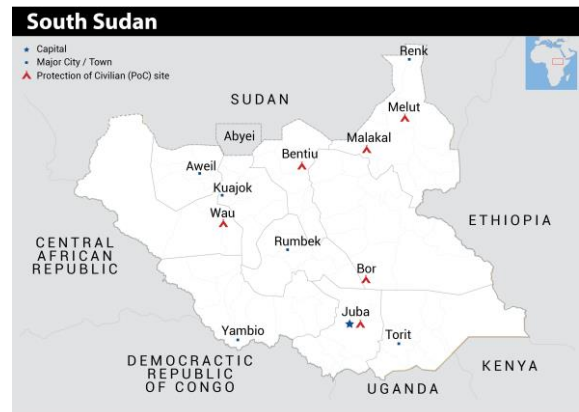 South Sudan
Capital
Major City / Town
Protection of Civilian (PoC) site
Renk
SUDAN
Melut
Abyei
Malakal
Bentiu
Aweil
Kuajok
Wau
ETHIOPIA
CENTRAL
AFRICAN
REPUBLIC
Rumbek
Bor
Juba
Yambio
Torit
DEMOCRACTIC
REPUBLIC
OF CONGO
KENYA
UGANDA